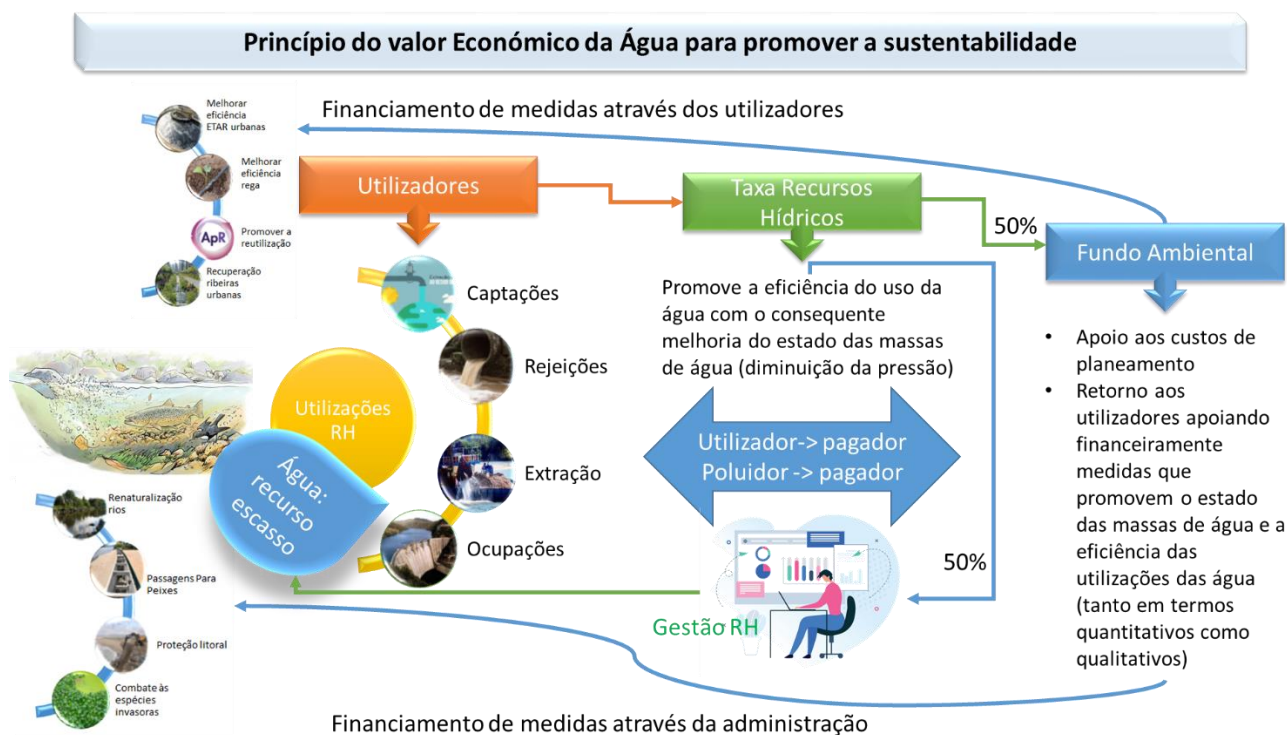 Princípio do valor Económico da Água para promover a sustentabilidade
Financiamento de medidas através dos utilizadores
Melhorar
eficiência
ETAR urbanas
Melhorar
eficiência
rega
ApR
Promover a
reutilização
Recuperação
ribeiras
urbanas
Utilizadores
Taxa Recursos
Hídricos
50%
Fundo Ambiental
Captações
Rejeições
Extração
Ocupações
Utilizações
RH
Água:
recurso
escasso
Promove a eficiência do uso da
água com o consequente
melhoria do estado das massas
de água (diminuição da pressão)
Utilizador-> pagador
Poluidor -> pagador
50%
Gestão RH
• Apoio aos custos de
planeamento
• Retorno aos
utilizadores apoiando
financeiramente
medidas que
promovem o estado
das massas de água e a
eficiência das
utilizações das água
(tanto em termos
quantitativos como
qualitativos)
Renaturalização
rios
Passagens Para
Peixes
Proteção litoral
Combate às
espécies
invasoras
Financiamento de medidas através da administração